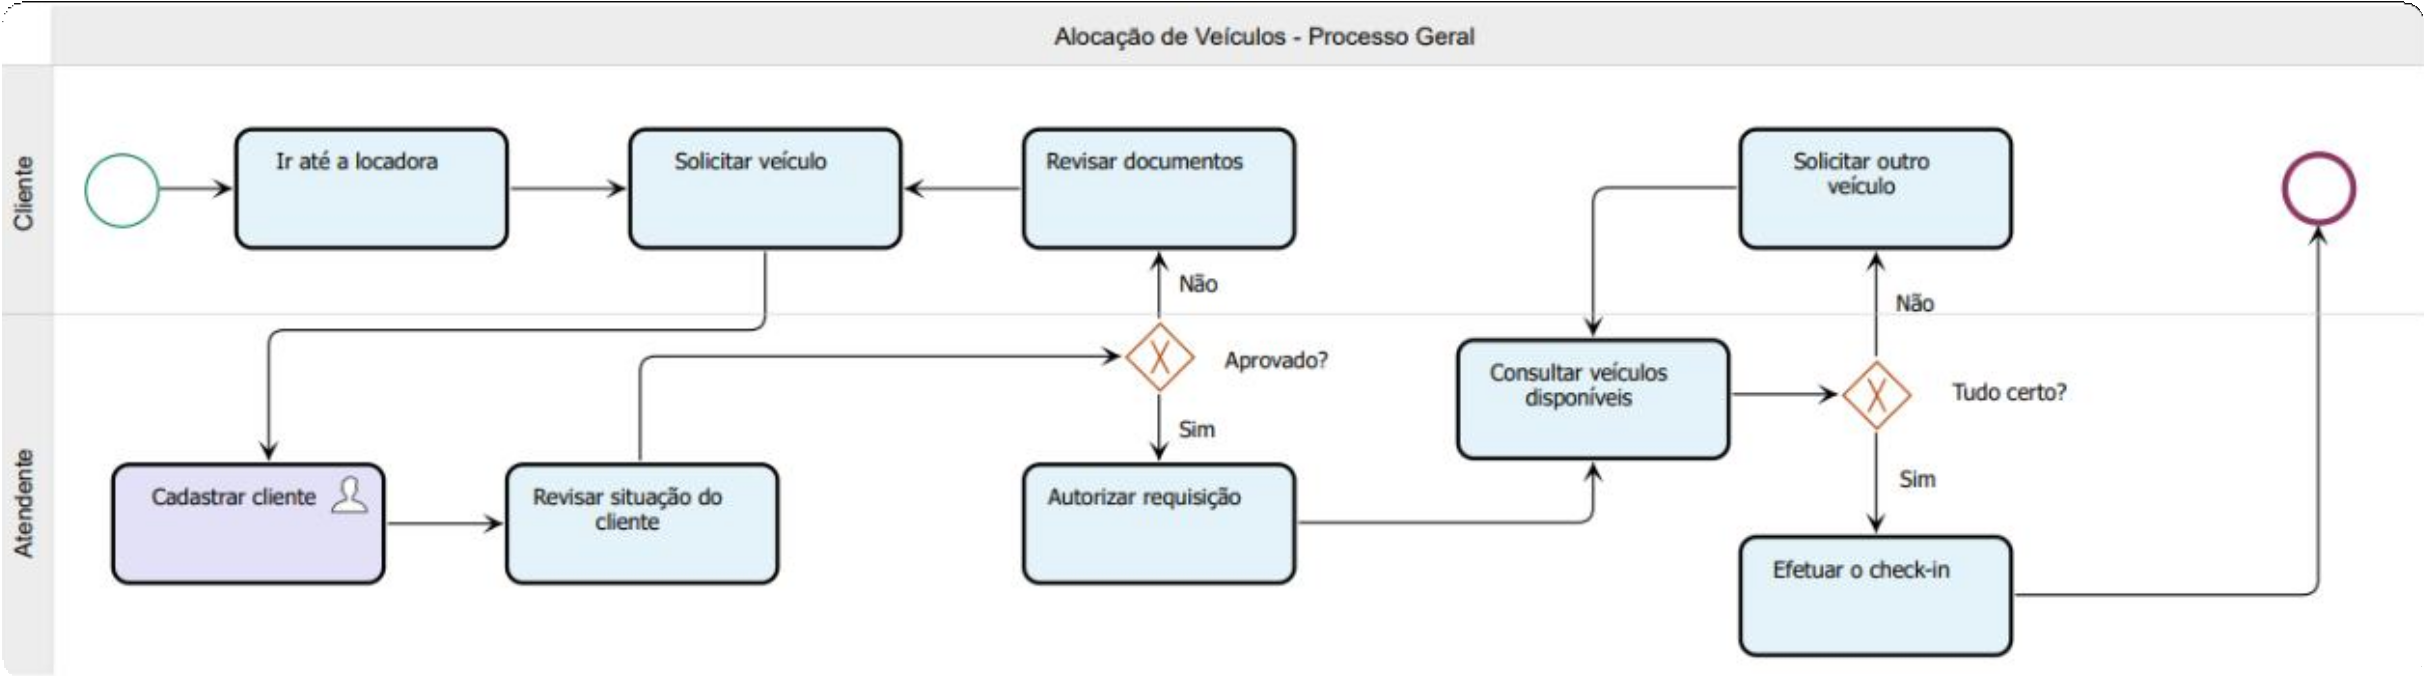 Alocação de Veículos - Processo Geral
Cliente
Ir até a locadora
Solicitar veículo
Revisar documentos
Solicitar outro
veículo
Não
Não
Atendente
Aprovado?
Consultar veículos
disponíveis
Tudo certo?
Sim
Sim
Cadastrar cliente
Revisar situação do
cliente
Autorizar requisição
Efetuar o check-in